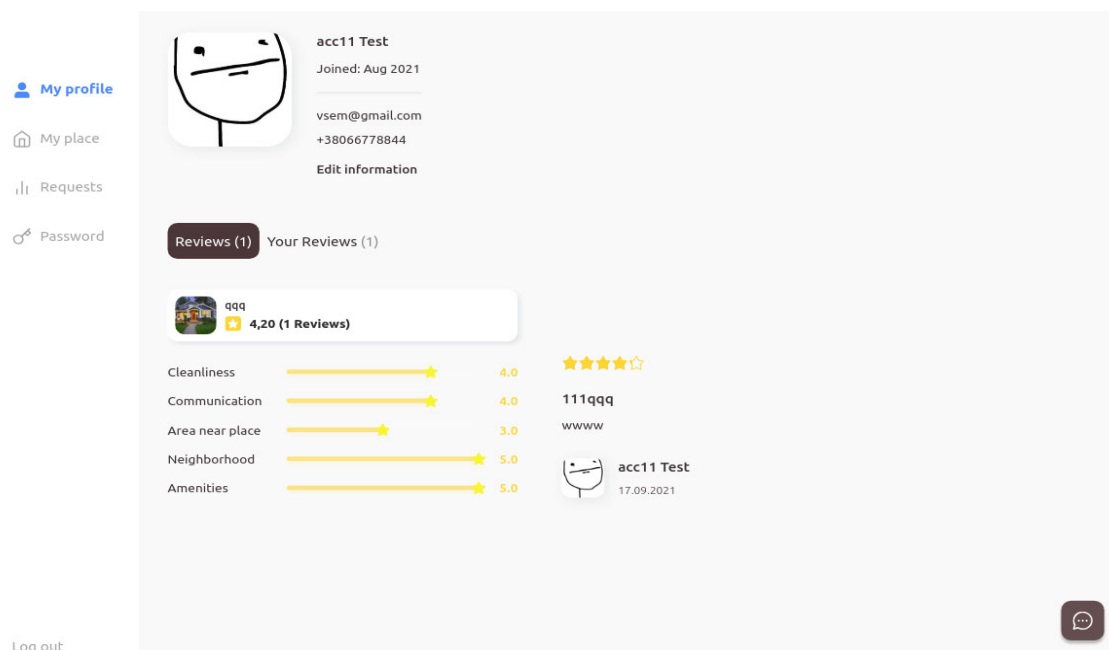 My profile
My place
Requests
Password
Log out
acc11 Test
Joined: Aug 2021
vsem@gmail.com
+38066778844
Edit information
Reviews (1)
Your Reviews (1)
qqq
4,20 (1 Reviews)
Cleanliness 4.0
Communication 4.0
Area near place 3.0
Neighborhood 5.0
Amenities 5.0
111qqq
wwww
acc11 Test
17.09.2021